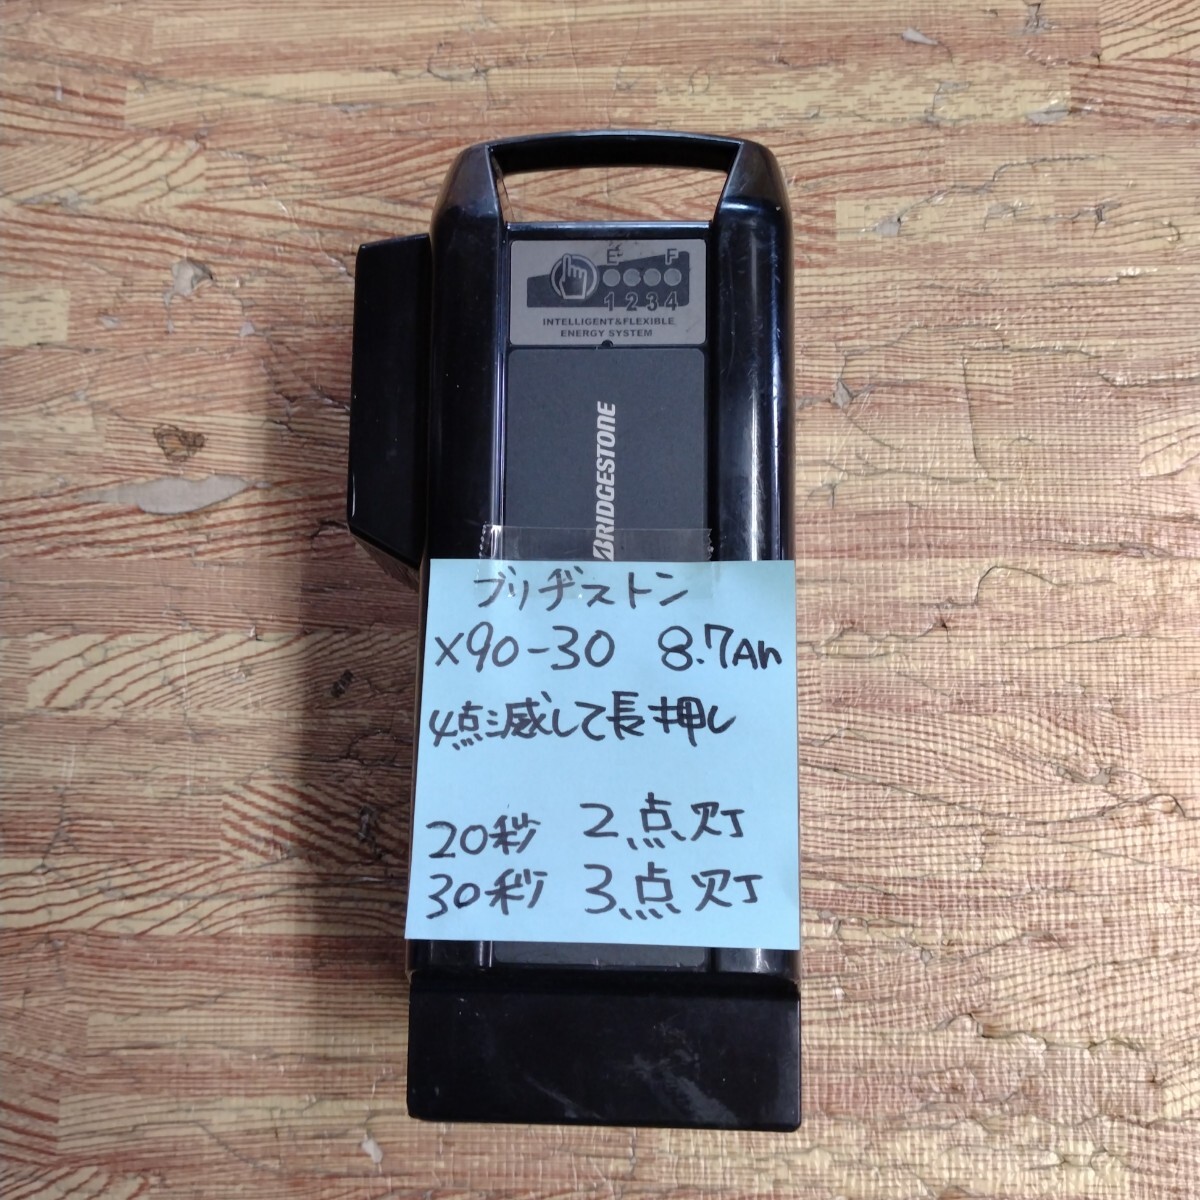 E F
1 2 3 4
INTELLIGENT&FLEXIBLE
ENERGY SYSTEM
BRIDGESTONE
ブリヂストン
X90-30 8.7Ah
4点滅して長押し
20秒 2点灯
30秒 3点灯